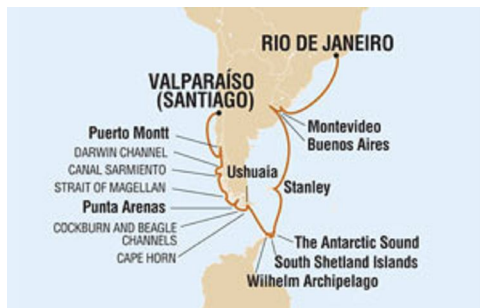 RIO DE JANEIRO
VALPARAÍSO
(SANTIAGO)
Montevideo
Buenos Aires
Puerto Montt
DARWIN CHANNEL
CANAL SARMIENTO
STRAIT OF MAGELLAN
Punta Arenas
COCKBURN AND BEAGLE
CHANNELS
CAPE HORN
Ushuaia
Stanley
The Antarctic Sound
South Shetland Islands
Wilhelm Archipelago